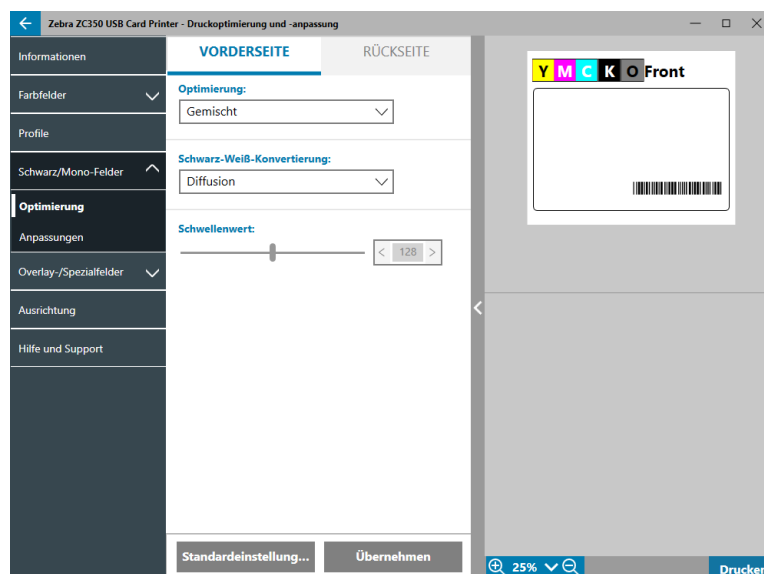 Zebra ZC350 USB Card Printer - Druckoptimierung und -anpassung
Informationen
Farbfelder
Profile
Schwarz/Mono-Felder
Optimierung
Anpassungen
Overlay-/Spezialfelder
Ausrichtung
Hilfe und Support
VORDERSEITE
RÜCKSEITE
Optimierung:
Gemischt
Schwarz-Weiß-Konvertierung:
Diffusion
Schwellenwert:
< 128 >
Standardeinstellung...
Übernehmen
Y M C K O Front
25%
Drucken